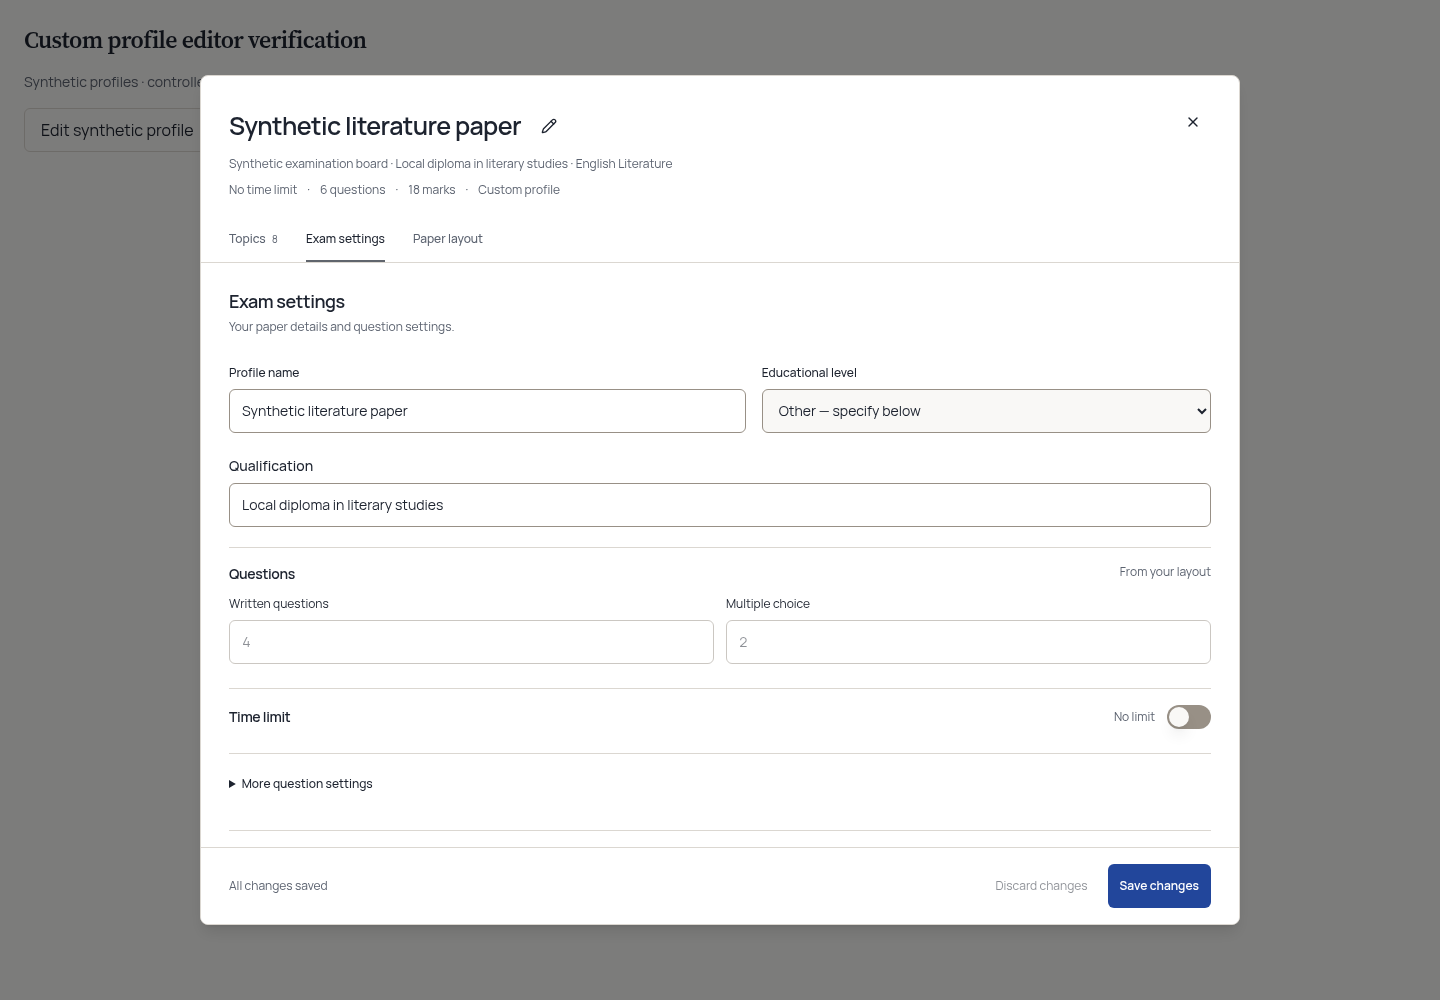 Custom profile editor verification
Synthetic profiles · controlle
Edit synthetic profile
Synthetic literature paper
Synthetic examination board · Local diploma in literary studies · English Literature
No time limit · 6 questions · 18 marks · Custom profile
Topics 8 Exam settings Paper layout
Exam settings
Your paper details and question settings.
Profile name Educational level
Synthetic literature paper Other — specify below
Qualification
Local diploma in literary studies
Questions From your layout
Written questions Multiple choice
4 2
Time limit No limit
More question settings
All changes saved Discard changes Save changes